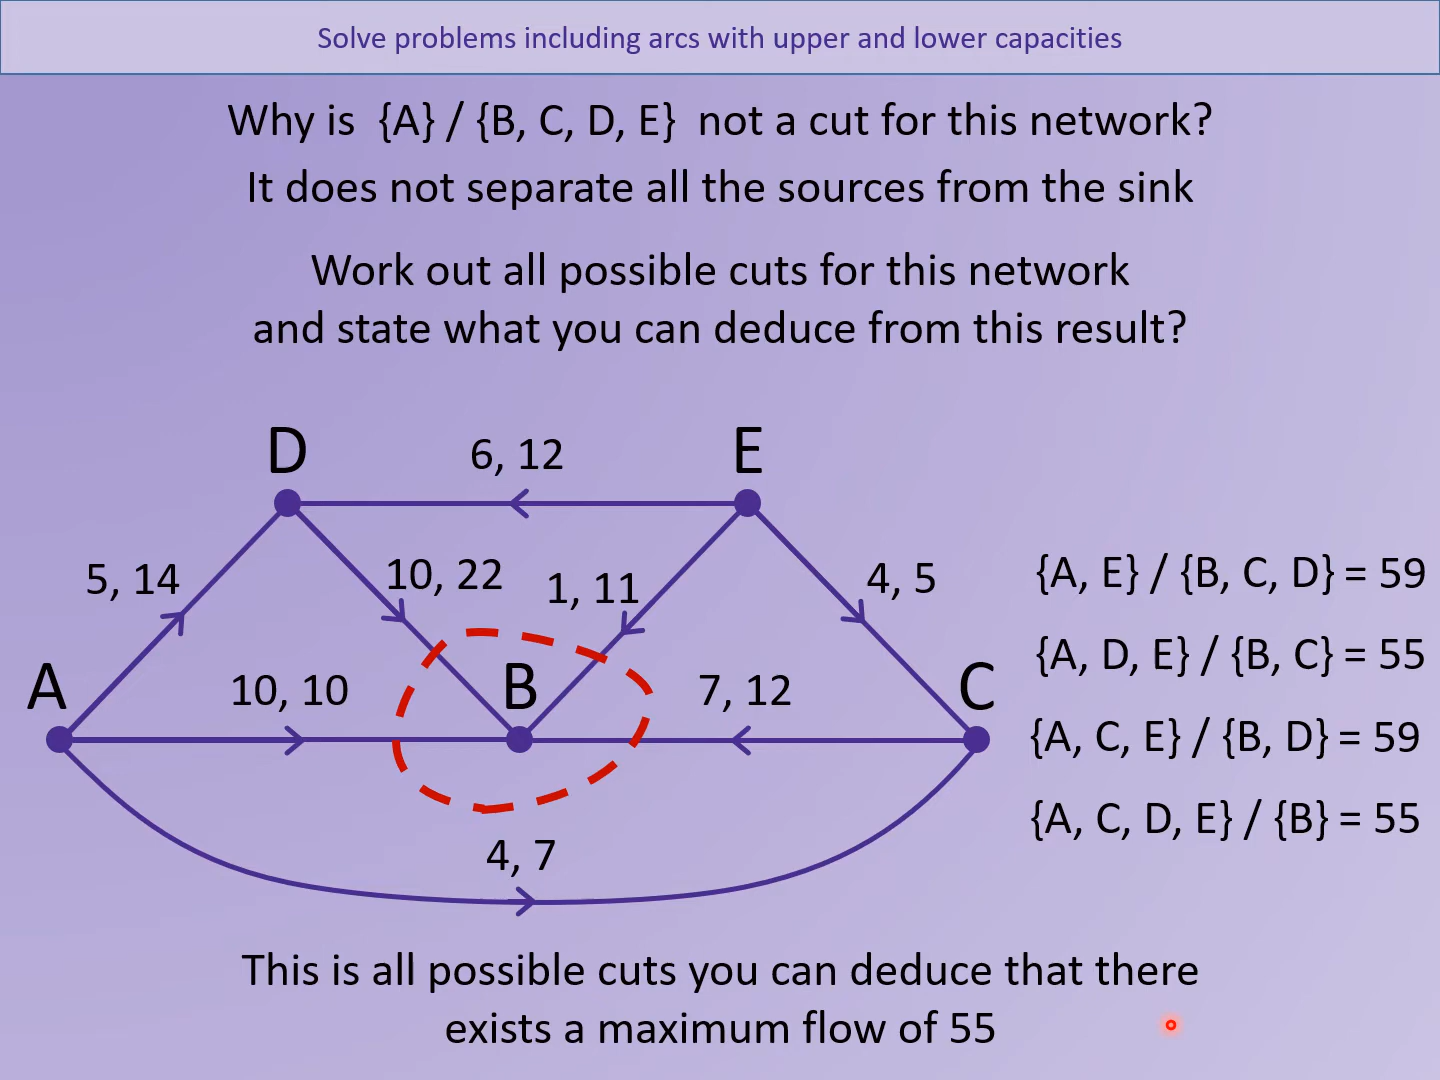 Solve problems including arcs with upper and lower capacities
Why is {A} / {B, C, D, E} not a cut for this network?
It does not separate all the sources from the sink
Work out all possible cuts for this network
and state what you can deduce from this result?
D
6, 12
E
5, 14
10, 22
1, 11
4, 5
{A, E} / {B, C, D} = 59
{A, D, E} / {B, C} = 55
A
10, 10
B
7, 12
C
{A, C, E} / {B, D} = 59
{A, C, D, E} / {B} = 55
4, 7
This is all possible cuts you can deduce that there
exists a maximum flow of 55